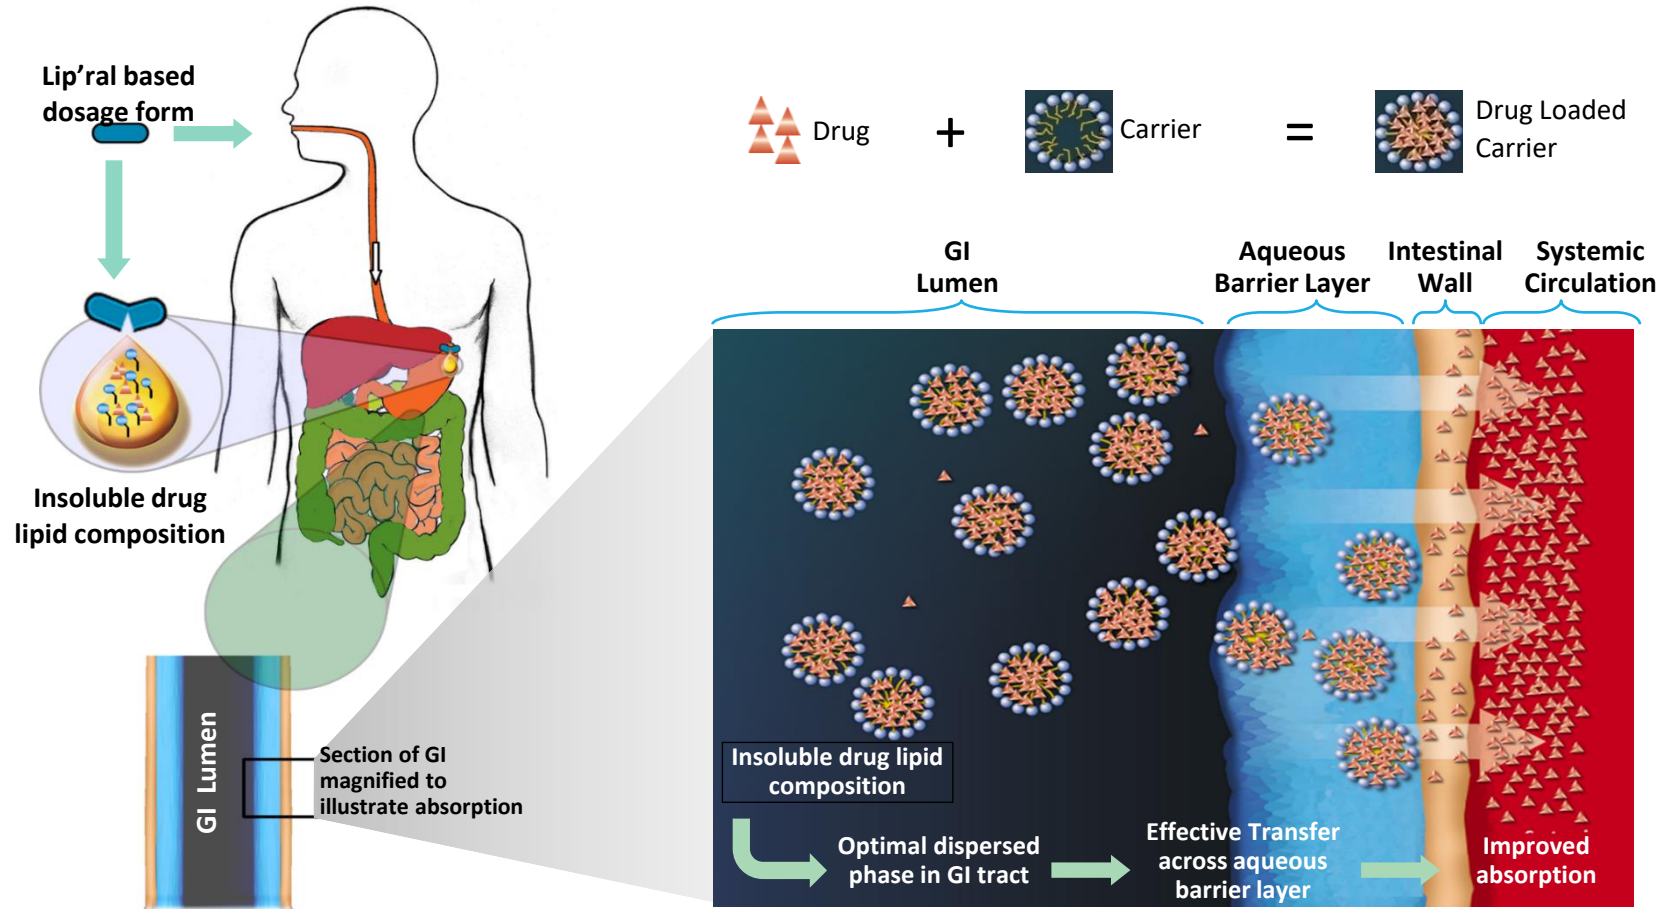 Lip'ral based
dosage form
Drug
+
Carrier
=
Drug Loaded
Carrier
GI
Lumen
Aqueous
Barrier Layer
Intestinal
Wall
Systemic
Circulation
Insoluble drug
lipid composition
GI Lumen
Section of GI
magnified to
illustrate absorption
Insoluble drug lipid
composition
Optimal dispersed
phase in GI tract
Effective Transfer
across aqueous
barrier layer
Improved
absorption